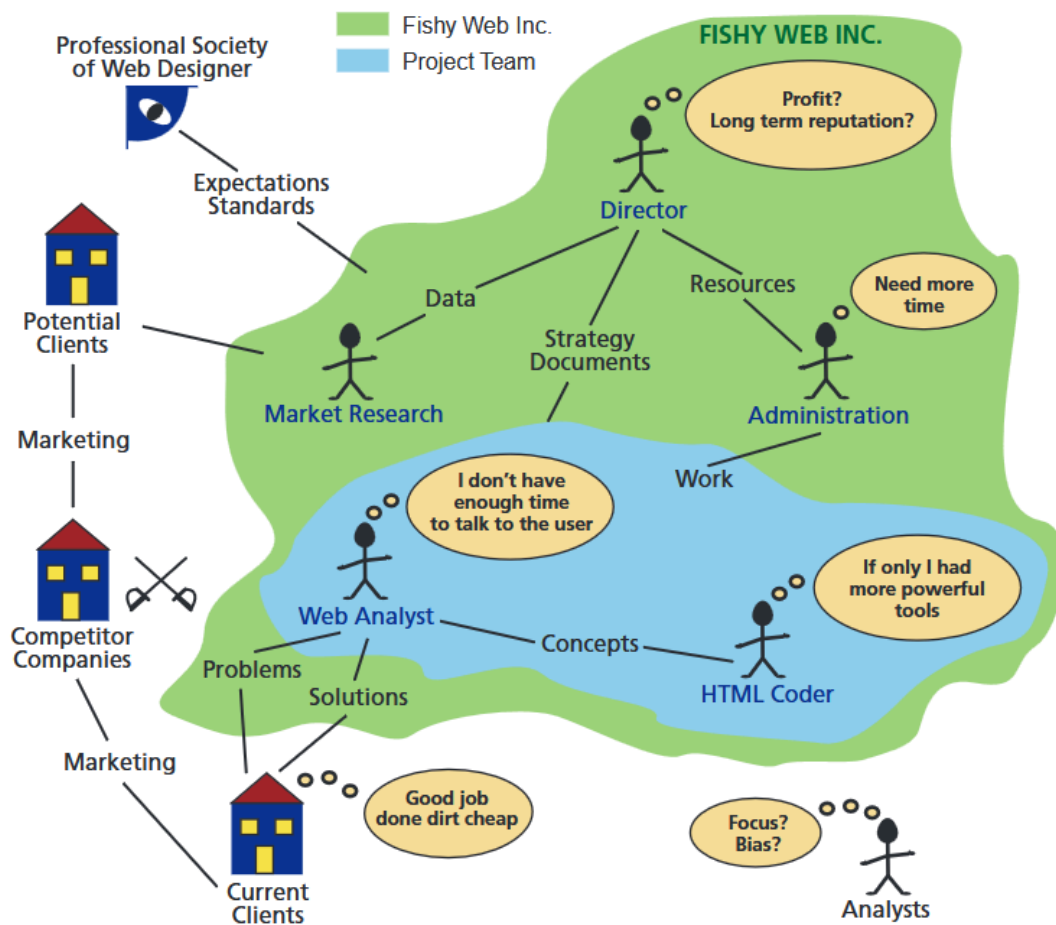 Fishy Web Inc.
Project Team
FISHY WEB INC.
Professional Society
of Web Designer
Profit?
Long term reputation?
Expectations
Standards
Director
Potential
Clients
Data
Resources
Need more
time
Strategy
Documents
Market Research
Administration
Marketing
Work
I don't have
enough time
to talk to the user
Competitor
Companies
Web Analyst
Concepts
If only I had
more powerful
tools
HTML Coder
Problems
Solutions
Marketing
Good job
done dirt cheap
Focus?
Bias?
Current
Clients
Analysts